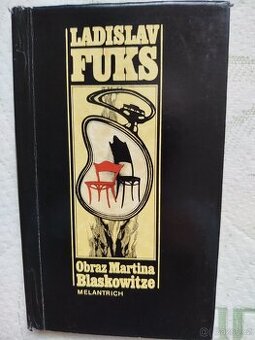 LADISLAV
FUKS
Obraz Martina
Blaskowitze
MELANTRICH